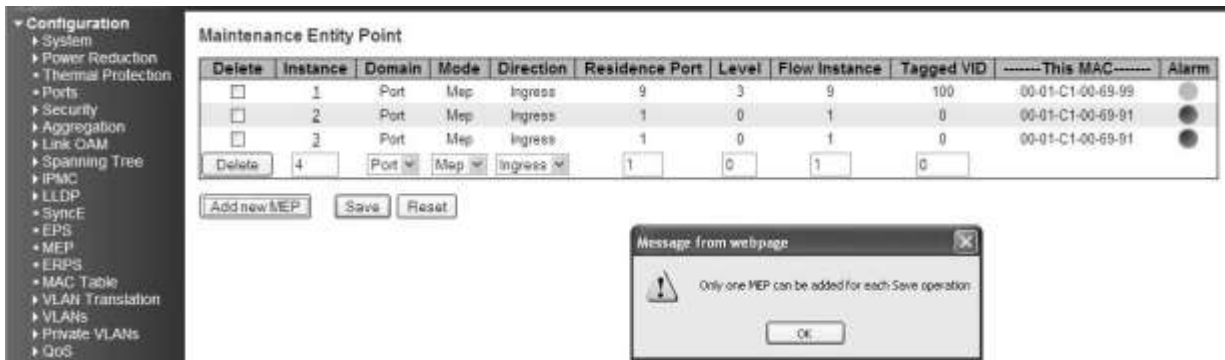 Configuration
System
Power Reduction
Thermal Protection
Ports
Security
Aggregation
Link OAM
Spanning Tree
IPMC
LLDP
SyncE
EPS
MEP
ERPS
MAC Table
VLAN Translation
VLANs
Private VLANs
QoS
Maintenance Entity Point
Delete Instance Domain Mode Direction Residence Port Level Flow Instance Tagged VID -------This MAC------- Alarm
1 Port Mep Ingress 9 3 9 100 00-01-C1-00-69-99
2 Port Mep Ingress 1 0 1 0 00-01-C1-00-69-91
3 Port Mep Ingress 1 0 1 0 00-01-C1-00-69-91
Delete 4 Port Mep Ingress 1 0 1 0
Add new MEP Save Reset
Message from webpage
Only one MEP can be added for each Save operation
OK